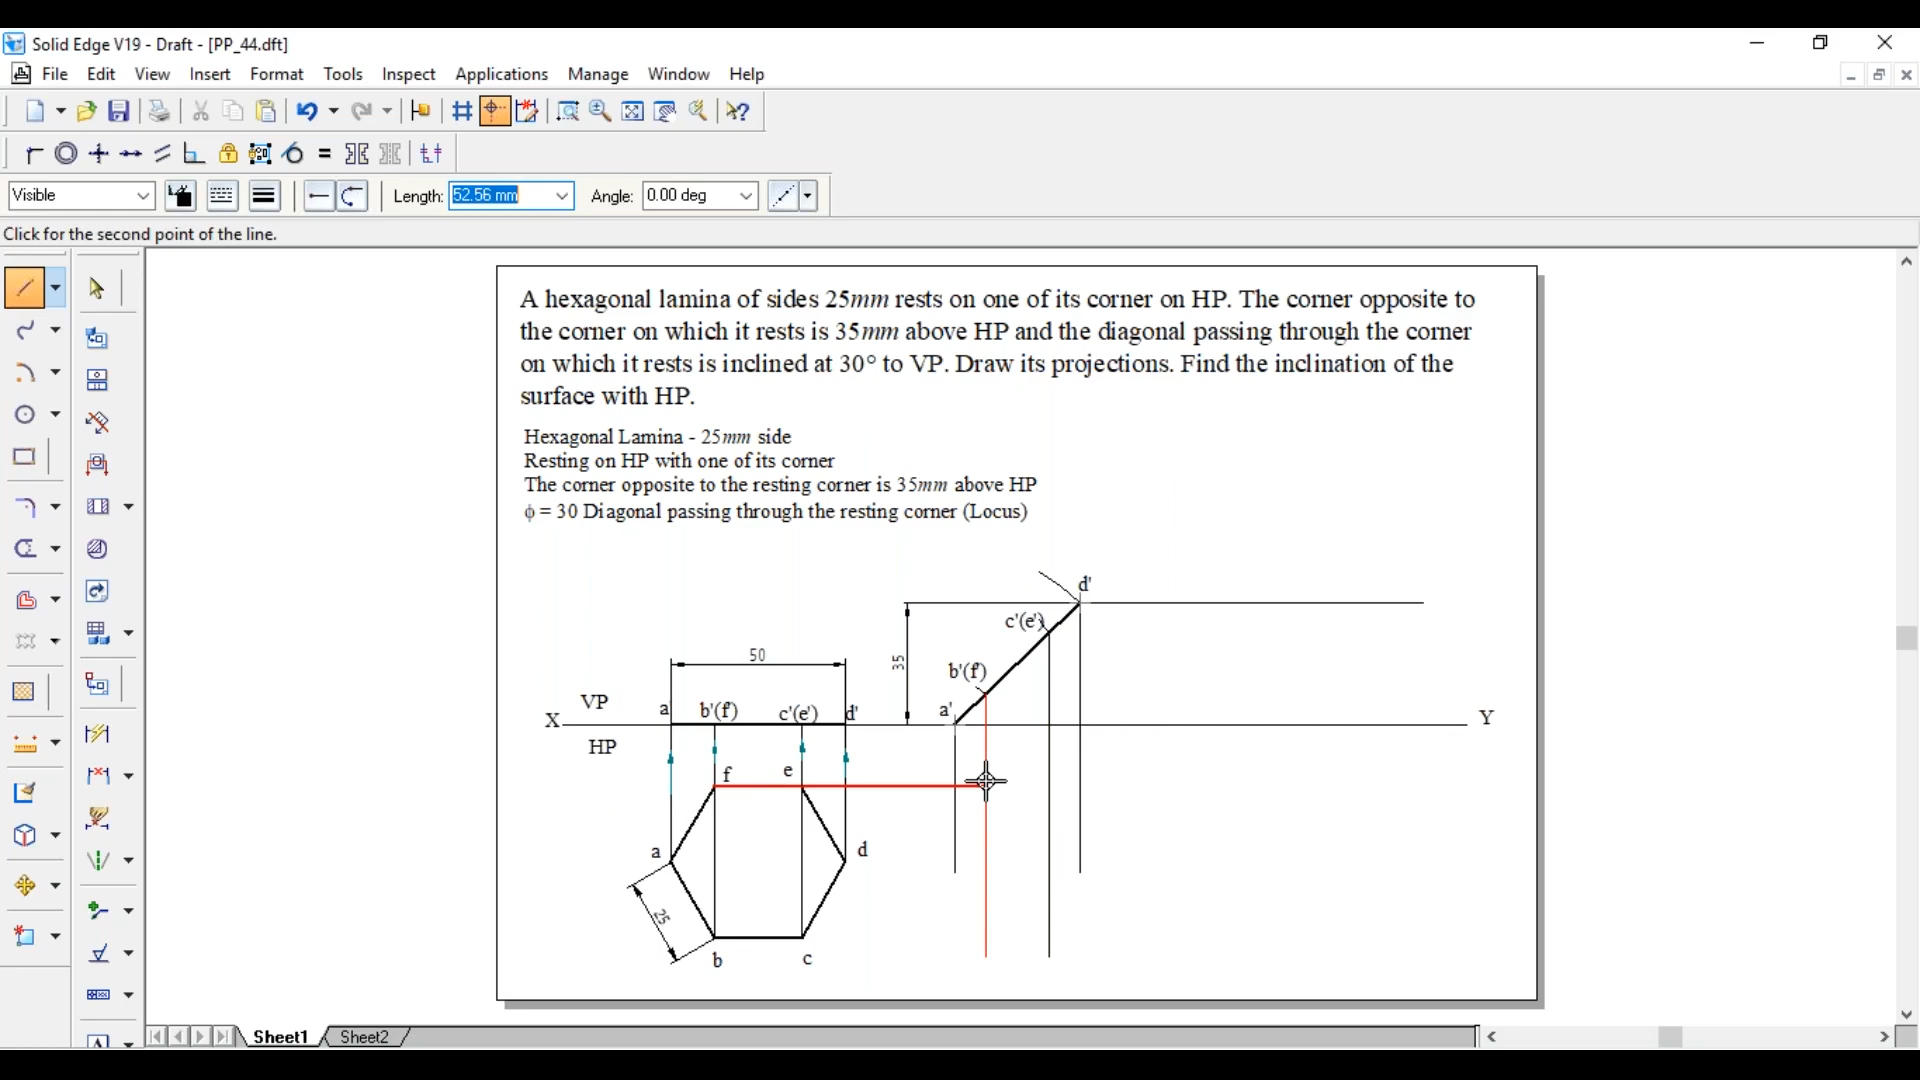 Solid Edge V19 - Draft - [PP_44.dft]
File Edit View Insert Format Tools Inspect Applications Manage Window Help
Visible Length: 52.56 mm Angle: 0.00 deg
Click for the second point of the line.
A hexagonal lamina of sides 25mm rests on one of its corner on HP. The corner opposite to
the corner on which it rests is 35mm above HP and the diagonal passing through the corner
on which it rests is inclined at 30° to VP. Draw its projections. Find the inclination of the
surface with HP.
Hexagonal Lamina - 25mm side
Resting on HP with one of its corner
The corner opposite to the resting corner is 35mm above HP
ϕ = 30 Diagonal passing through the resting corner (Locus)
d'
c'(e')
50
35
b'(f')
VP
a b'(f') c'(e') d' a'
X Y
HP
f e
a d
25
b c
Sheet1 Sheet2